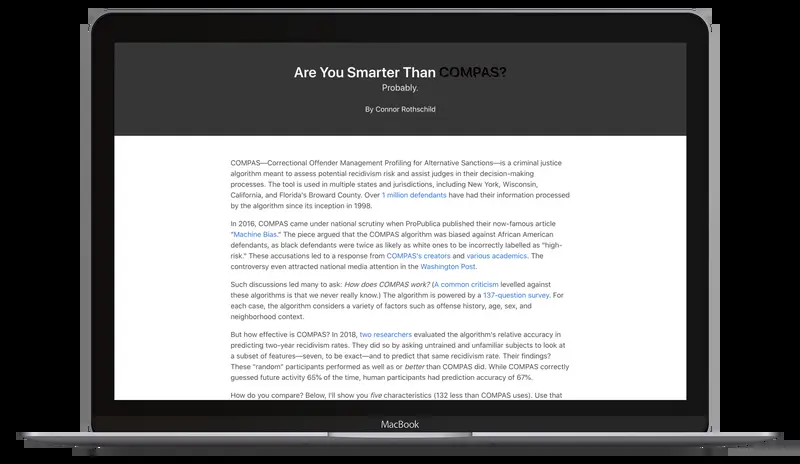 Are You Smarter Than COMPAS?
Probably.
By Connor Rothschild
COMPAS—Correctional Offender Management Profiling for Alternative Sanctions—is a criminal justice
algorithm meant to assess potential recidivism risk and assist judges in their decision-making
processes. The tool is used in multiple states and jurisdictions, including New York, Wisconsin,
California, and Florida's Broward County. Over 1 million defendants have had their information processed
by the algorithm since its inception in 1998.
In 2016, COMPAS came under national scrutiny when ProPublica published their now-famous article
"Machine Bias." The piece argued that the COMPAS algorithm was biased against African American
defendants, as black defendants were twice as likely as white ones to be incorrectly labelled as "high-
risk." These accusations led to a response from COMPAS's creators and various academics. The
controversy even attracted national media attention in the Washington Post.
Such discussions led many to ask: How does COMPAS work? (A common criticism levelled against
these algorithms is that we never really know.) The algorithm is powered by a 137-question survey. For
each case, the algorithm considers a variety of factors such as offense history, age, sex, and
neighborhood context.
But how effective is COMPAS? In 2018, two researchers evaluated the algorithm's relative accuracy in
predicting two-year recidivism rates. They did so by asking untrained and unfamiliar subjects to look at
a subset of features—seven, to be exact—and to predict that same recidivism rate. Their findings?
These "random" participants performed as well as or better than COMPAS did. While COMPAS correctly
guessed future activity 65% of the time, human participants had prediction accuracy of 67%.
How do you compare? Below, I'll show you five characteristics (132 less than COMPAS uses). Use that
MacBook